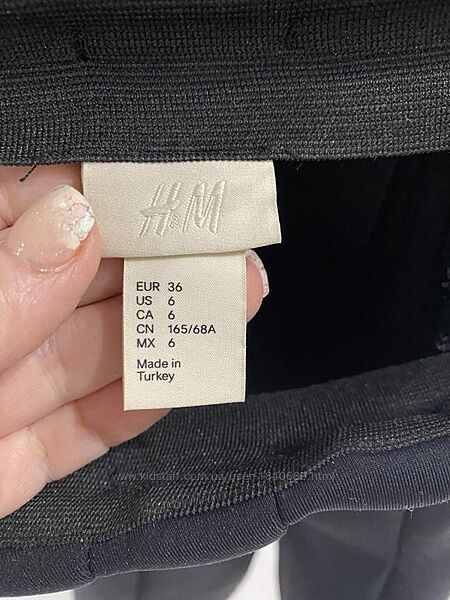 H&M
EUR 36
US 6
CA 6
CN 165/68A
MX 6
Made in
Turkey